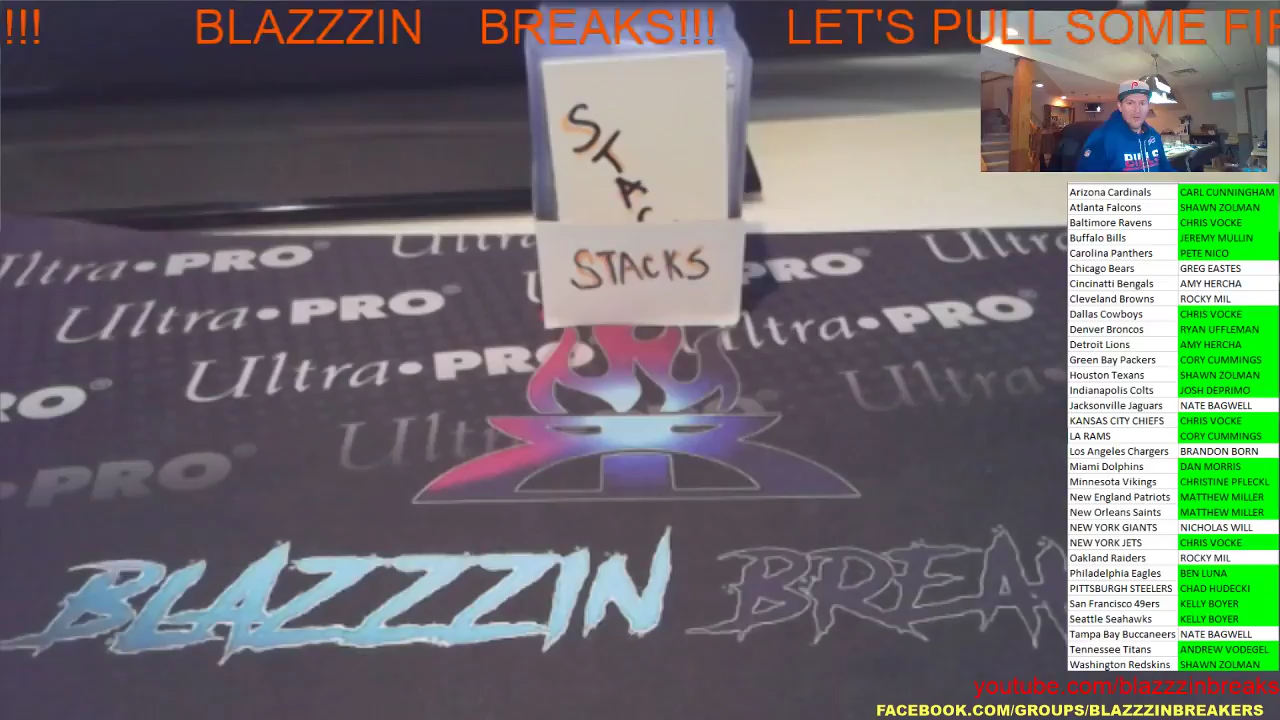 !!! BLAZZZIN BREAKS!!! LET'S PULL SOME FIR
STAC
STACKS
Ultra•PRO
Ultra•PRO
Ultra•PRO
Ultra•PRO
BLAZZZIN BREA
Arizona Cardinals CARL CUNNINGHAM
Atlanta Falcons SHAWN ZOLMAN
Baltimore Ravens CHRIS VOCKE
Buffalo Bills JEREMY MULLIN
Carolina Panthers PETE NICO
Chicago Bears GREG EASTES
Cincinatti Bengals AMY HERCHA
Cleveland Browns ROCKY MIL
Dallas Cowboys CHRIS VOCKE
Denver Broncos RYAN UFFLEMAN
Detroit Lions AMY HERCHA
Green Bay Packers CORY CUMMINGS
Houston Texans SHAWN ZOLMAN
Indianapolis Colts JOSH DEPRIMO
Jacksonville Jaguars NATE BAGWELL
KANSAS CITY CHIEFS CHRIS VOCKE
LA RAMS CORY CUMMINGS
Los Angeles Chargers BRANDON BORN
Miami Dolphins DAN MORRIS
Minnesota Vikings CHRISTINE PFLECKL
New England Patriots MATTHEW MILLER
New Orleans Saints MATTHEW MILLER
NEW YORK GIANTS NICHOLAS WILL
NEW YORK JETS CHRIS VOCKE
Oakland Raiders ROCKY MIL
Philadelphia Eagles BEN LUNA
PITTSBURGH STEELERS CHAD HUDECKI
San Francisco 49ers KELLY BOYER
Seattle Seahawks KELLY BOYER
Tampa Bay Buccaneers NATE BAGWELL
Tennessee Titans ANDREW VODEGEL
Washington Redskins SHAWN ZOLMAN
youtube.com/blazzzinbreaks
FACEBOOK.COM/GROUPS/BLAZZZINBREAKERS